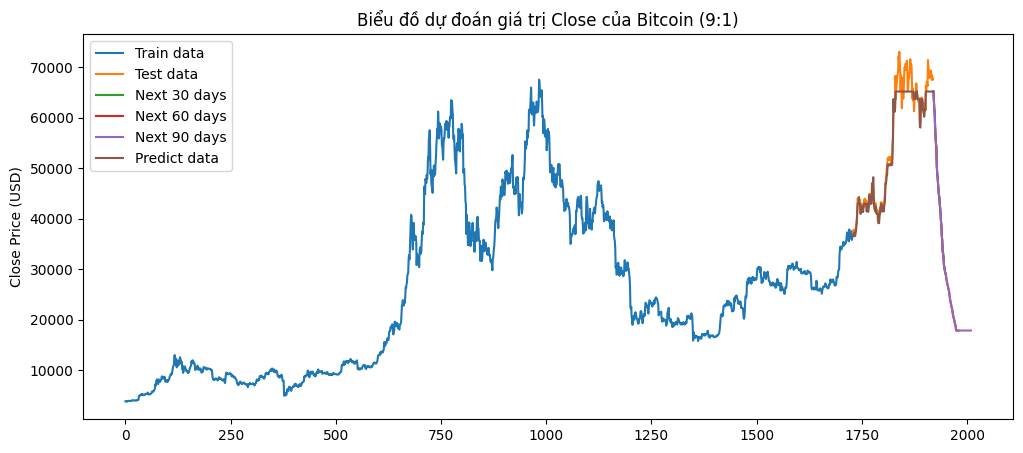 Biểu đồ dự đoán giá trị Close của Bitcoin (9:1)
Train data
Test data
Next 30 days
Next 60 days
Next 90 days
Predict data
Close Price (USD)
70000
60000
50000
40000
30000
20000
10000
0 250 500 750 1000 1250 1500 1750 2000